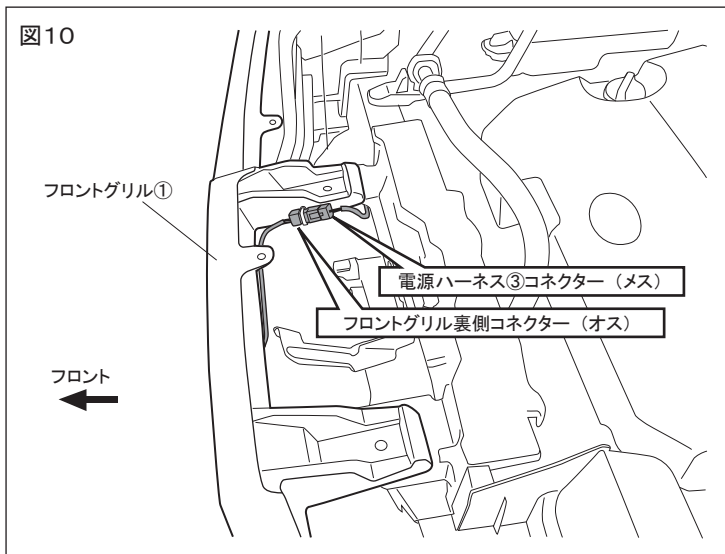 図10
フロントグリル①
電源ハーネス③コネクター（メス）
フロントグリル裏側コネクター（オス）
フロント